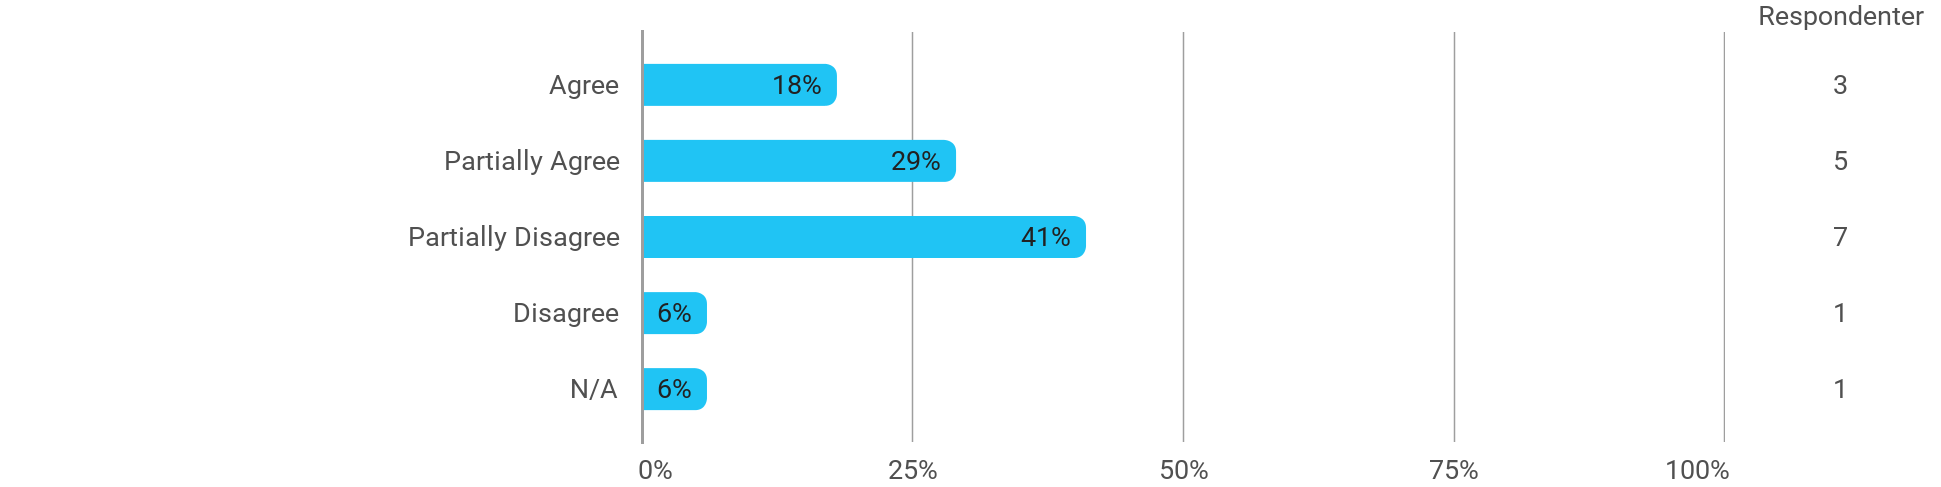 Respondenter
Agree 18% 3
Partially Agree 29% 5
Partially Disagree 41% 7
Disagree 6% 1
N/A 6% 1
0% 25% 50% 75% 100%